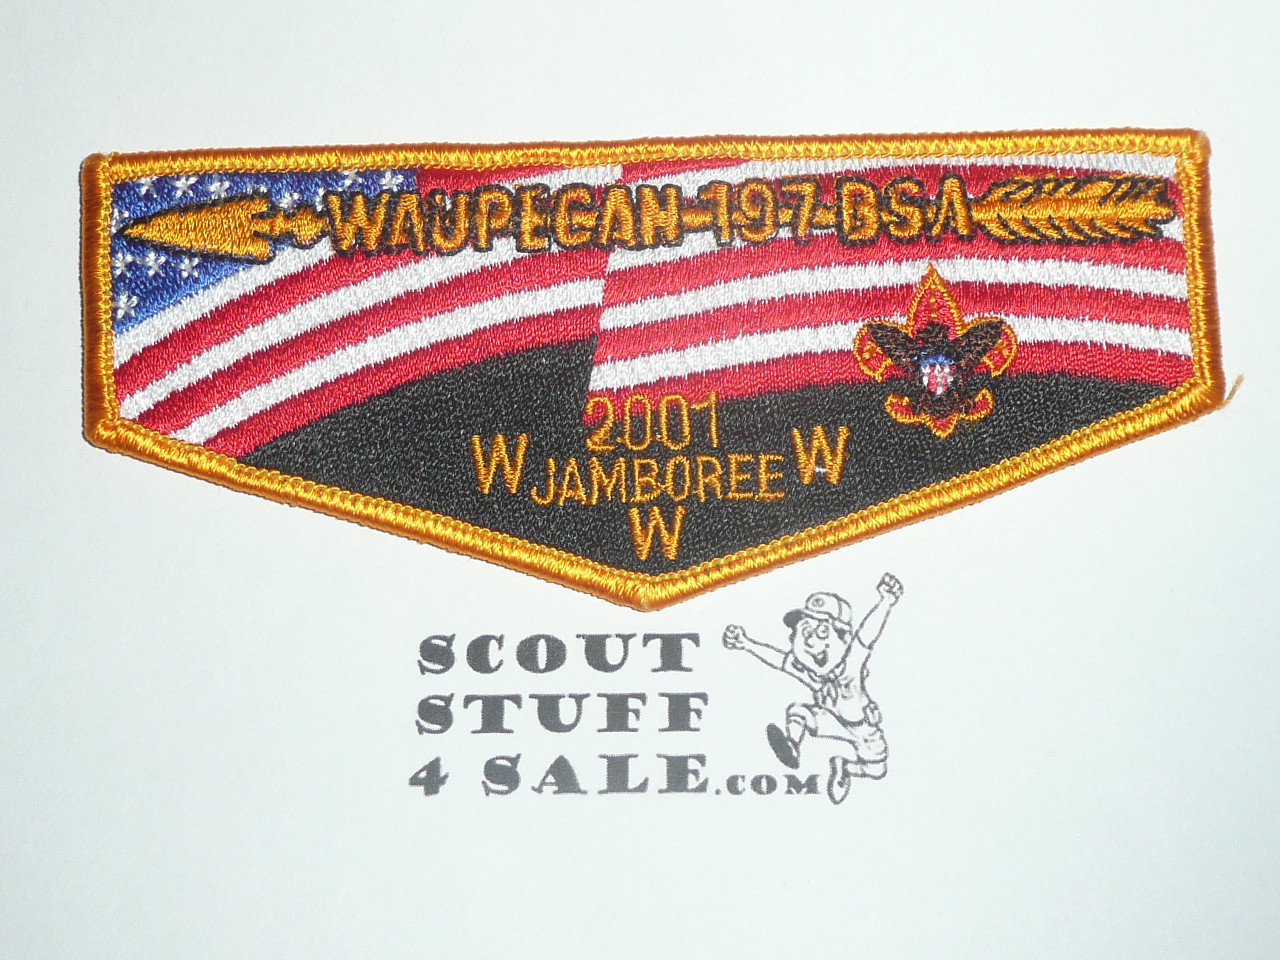 WAUPECAN-197-BSA
2001
W JAMBOREE W
W
SCOUT
STUFF
4 SALE.COM